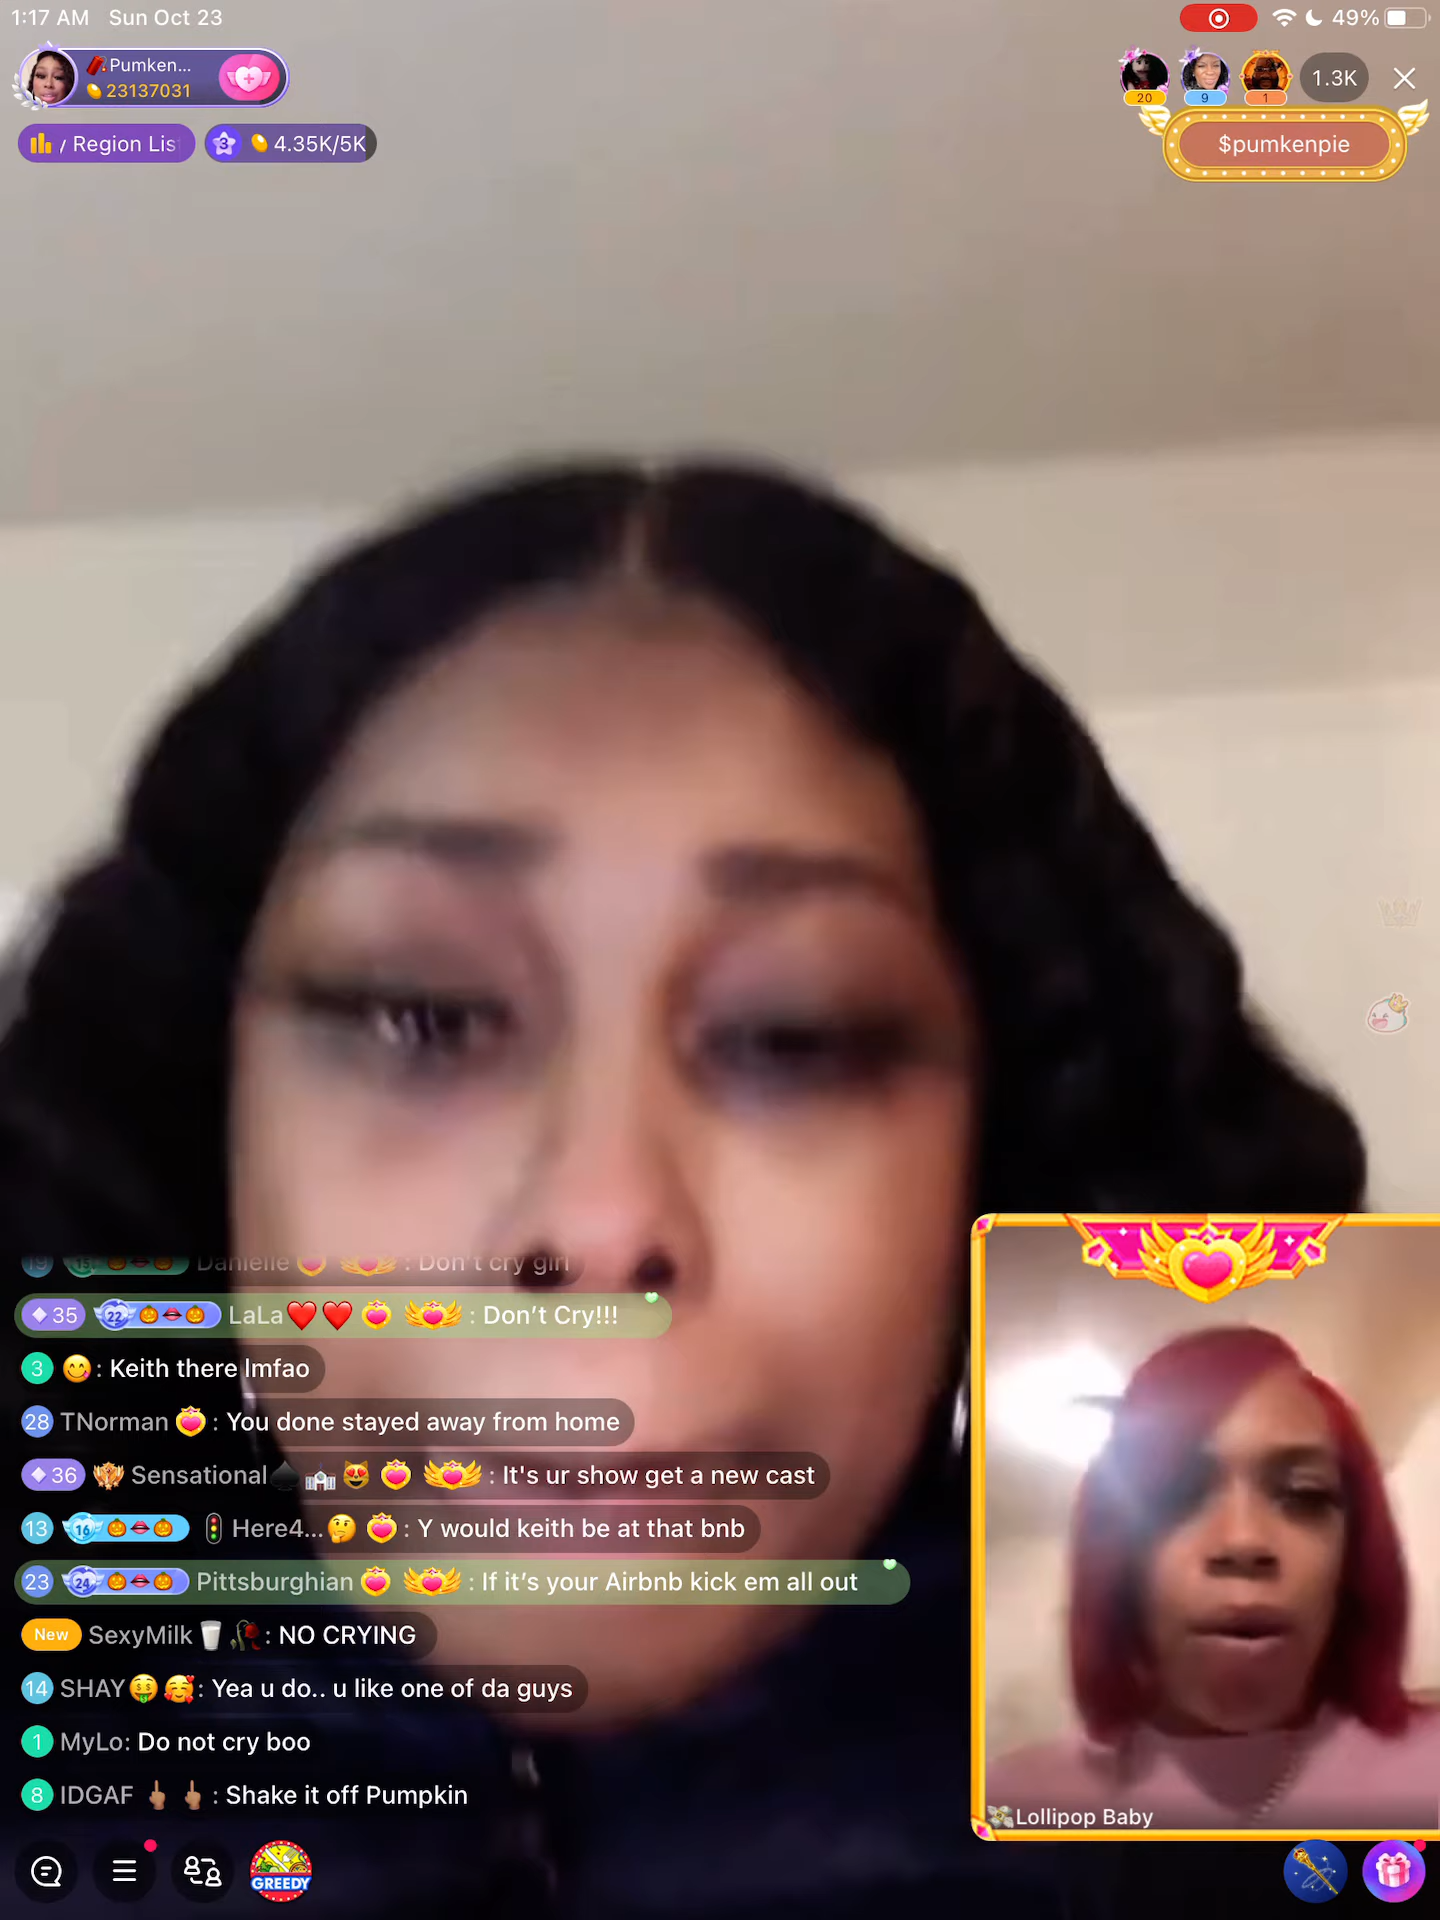 1:17 AM Sun Oct 23
49%
Pumken...
23137031
20
9
1
1.3K
y Region Lis
3 4.35K/5K
$pumkenpie
19 15 Danielle : Don't cry girl
35 22 LaLa : Don't Cry!!!
3 : Keith there lmfao
28 TNorman : You done stayed away from home
36 Sensational : It's ur show get a new cast
13 16 Here4... : Y would keith be at that bnb
23 24 Pittsburghian : If it's your Airbnb kick em all out
New SexyMilk : NO CRYING
14 SHAY : Yea u do.. u like one of da guys
1 MyLo: Do not cry boo
8 IDGAF : Shake it off Pumpkin
Lollipop Baby
GREEDY